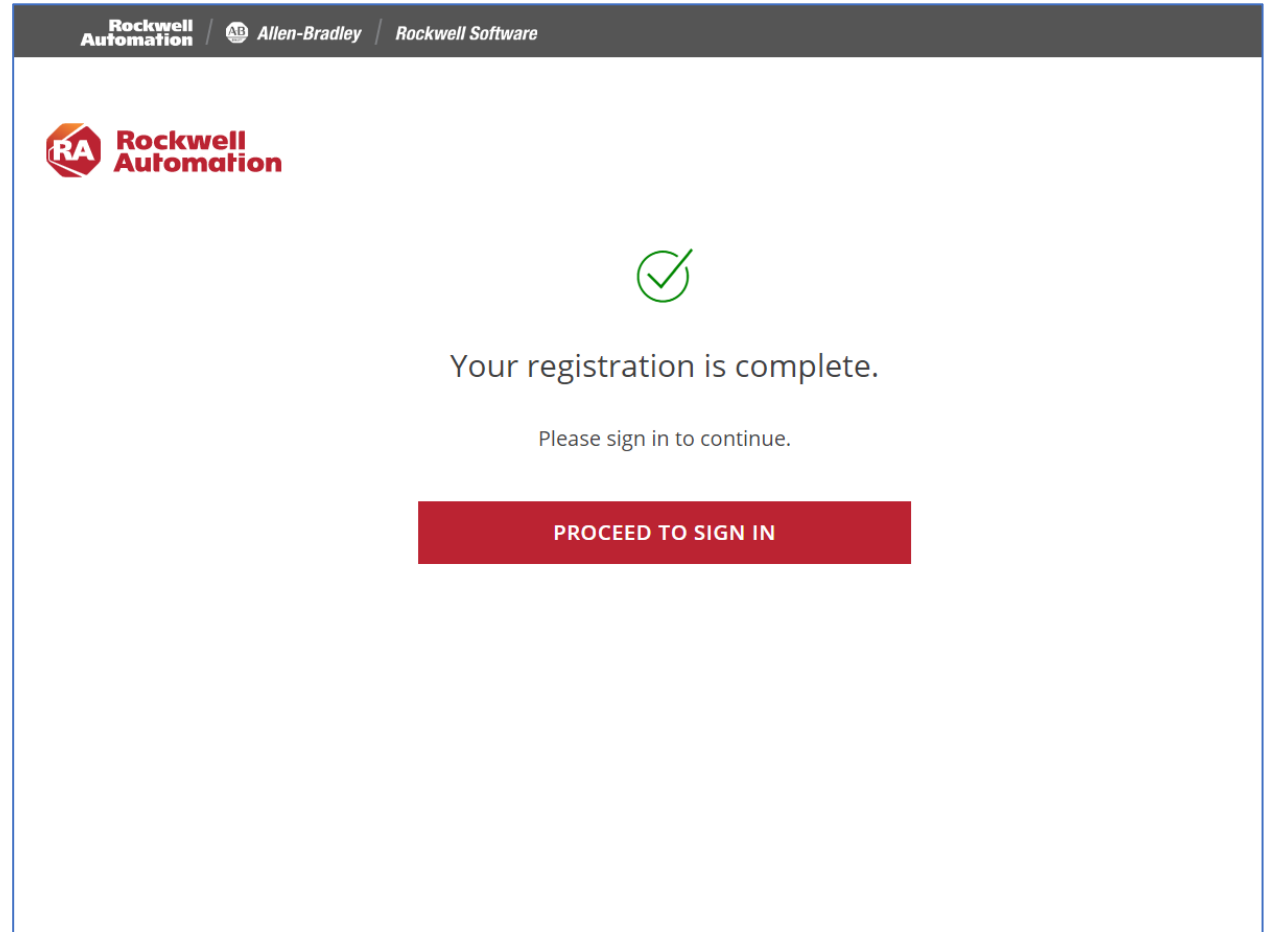 Rockwell
Automation
AB Allen-Bradley
Rockwell Software
RA
Rockwell
Automation
Your registration is complete.
Please sign in to continue.
PROCEED TO SIGN IN